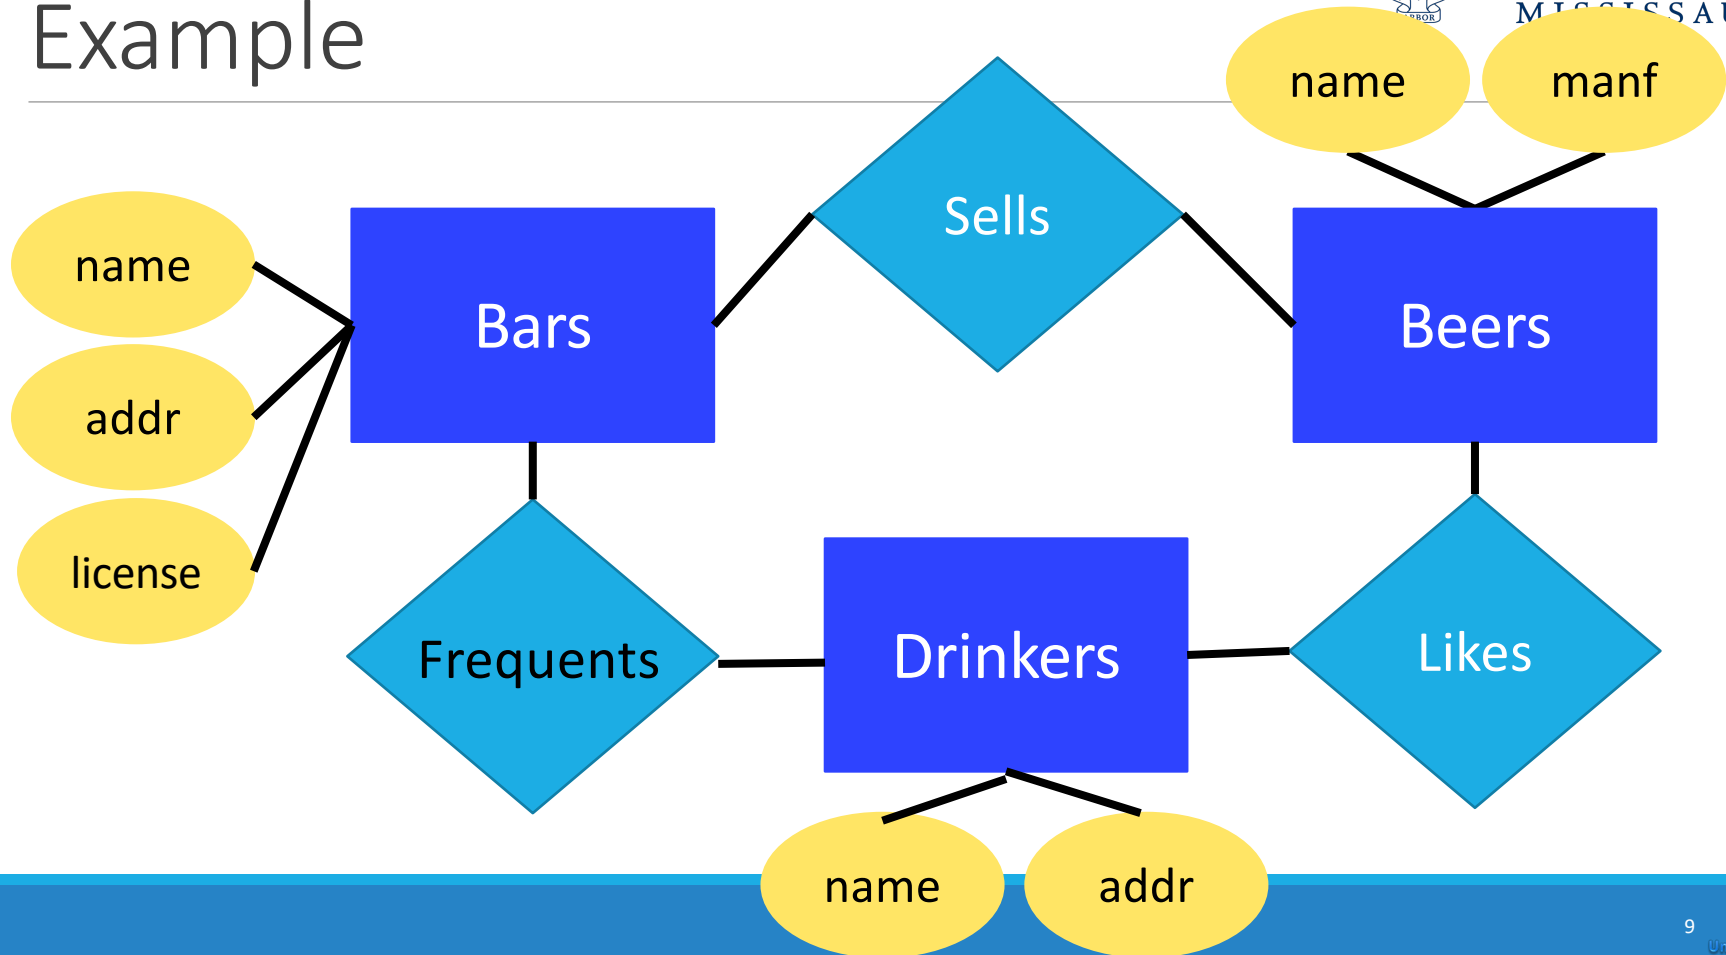 Example
name
manf
Sells
name
Bars
Beers
addr
license
Frequents
Drinkers
Likes
name
addr
9